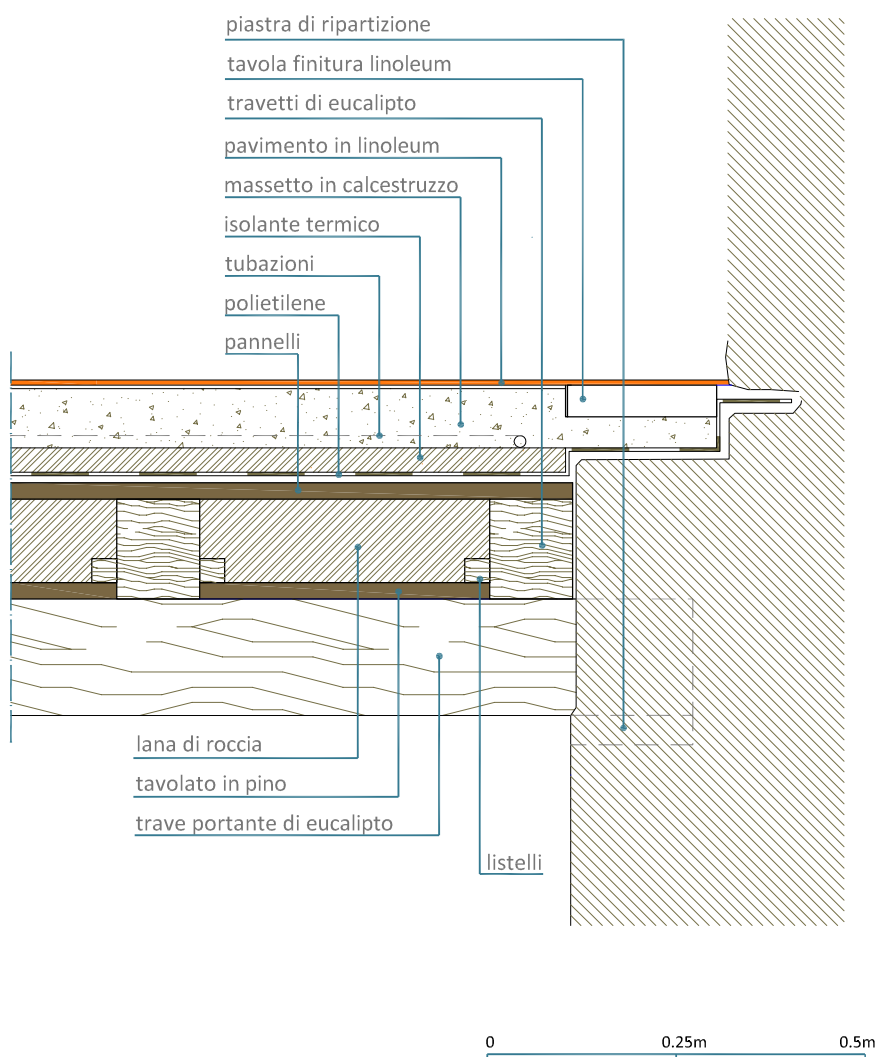 piastra di ripartizione
tavola finitura linoleum
travetti di eucalipto
pavimento in linoleum
massetto in calcestruzzo
isolante termico
tubazioni
polietilene
pannelli
lana di roccia
tavolato in pino
trave portante di eucalipto
listelli
0 0.25m 0.5m